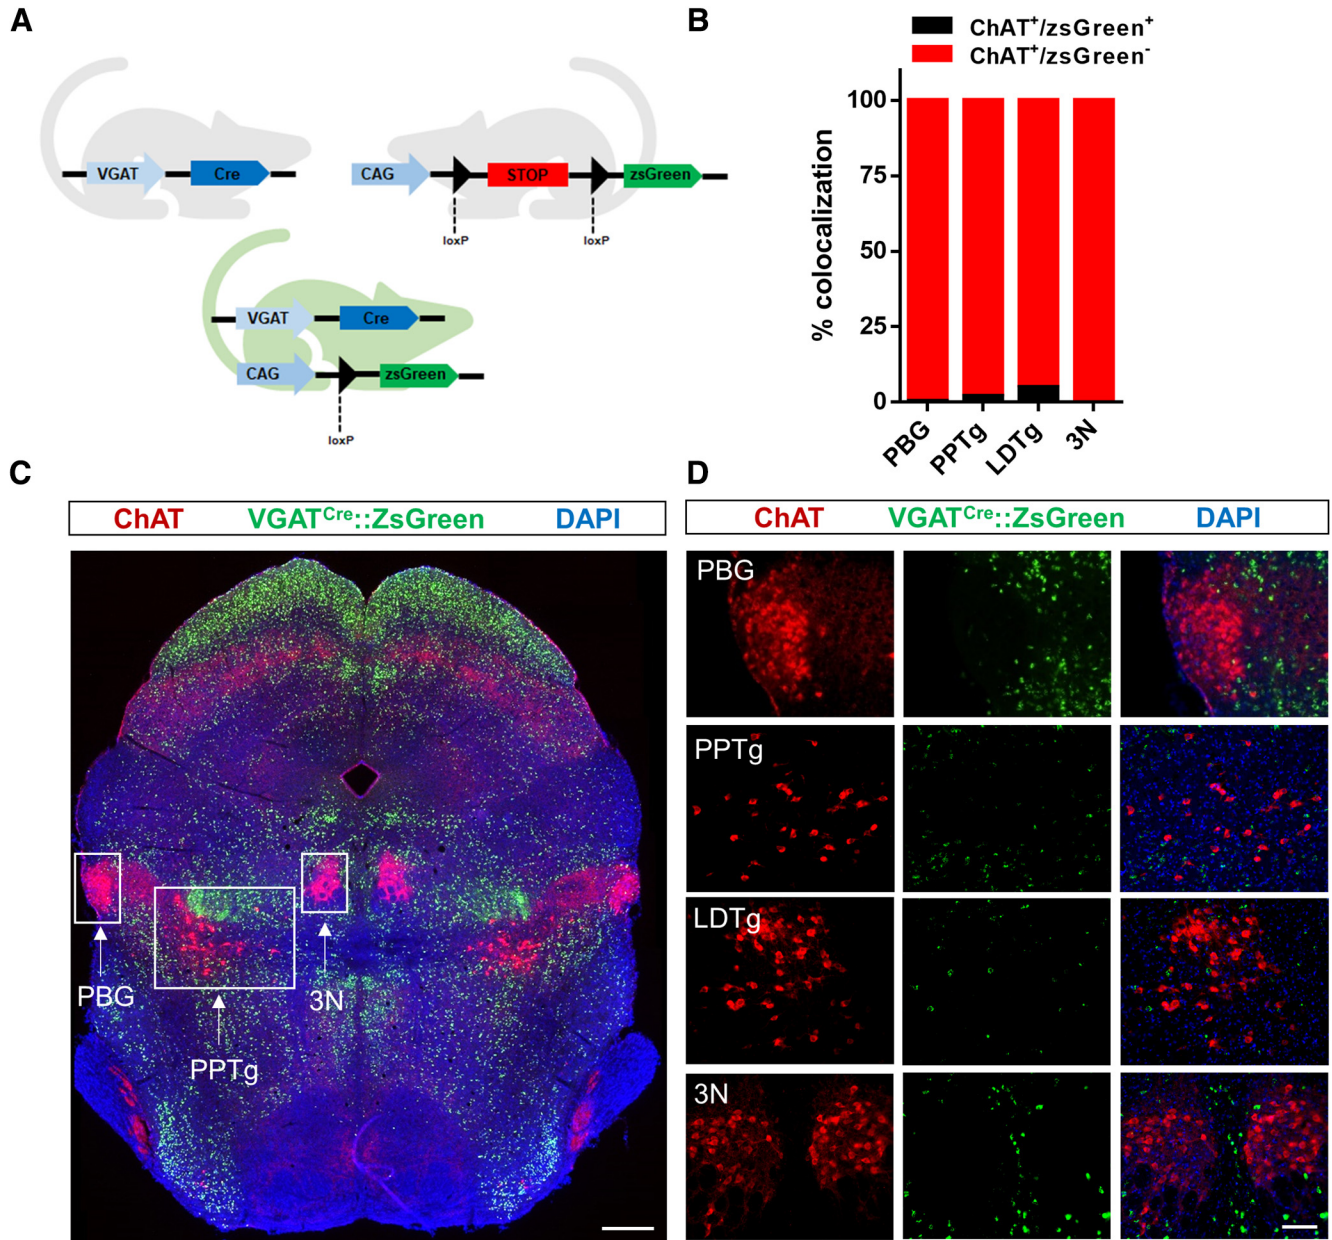 A
VGAT
Cre
CAG
STOP
zsGreen
loxP
loxP
VGAT
Cre
CAG
zsGreen
loxP
B
ChAT⁺/zsGreen⁺
ChAT⁺/zsGreen⁻
% colocalization
100
75
50
25
0
PBG
PPTg
LDTg
3N
C
ChAT VGATᶜʳᵉ::ZsGreen DAPI
PBG
3N
PPTg
D
ChAT VGATᶜʳᵉ::ZsGreen DAPI
PBG
PPTg
LDTg
3N